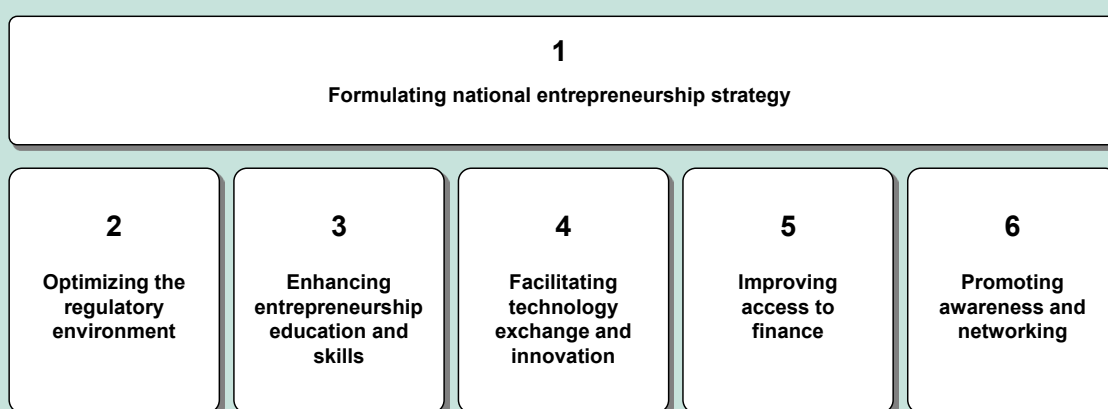 1
Formulating national entrepreneurship strategy
2
Optimizing the
regulatory
environment
3
Enhancing
entrepreneurship
education and
skills
4
Facilitating
technology
exchange and
innovation
5
Improving
access to
finance
6
Promoting
awareness and
networking